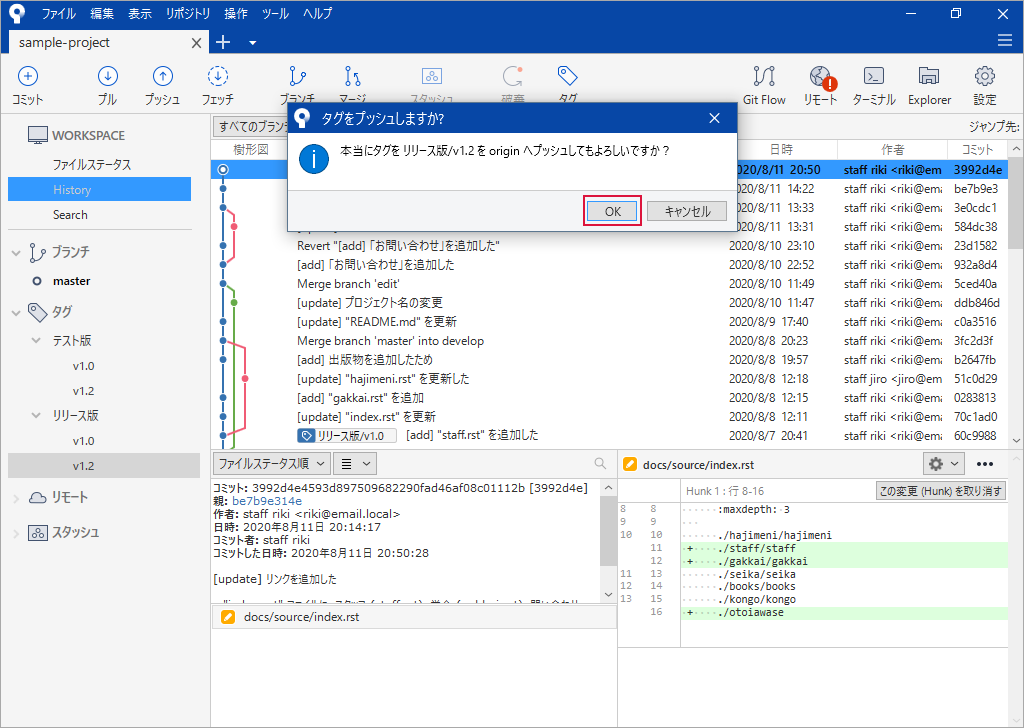 ファイル 編集 表示 リポジトリ 操作 ツール ヘルプ
sample-project
コミット プル プッシュ フェッチ ブランチ マージ スタッシュ 破棄 タグ Git Flow リモート ターミナル Explorer 設定
WORKSPACE
ファイルステータス
History
Search
ブランチ
master
タグ
テスト版
v1.0
v1.2
リリース版
v1.0
v1.2
リモート
スタッシュ
すべてのブラン
ジャンプ先:
樹形図 日時 作者 コミット
タグをプッシュしますか?
本当にタグを リリース版/v1.2 を origin へプッシュしてもよろしいですか ?
OK キャンセル
020/8/11 20:50 staff riki <riki@em 3992d4e
020/8/11 14:22 staff riki <riki@ema be7b9e3
020/8/11 13:33 staff riki <riki@ema 3e0cdc1
020/8/11 13:31 staff riki <riki@ema 584dc38
Revert "[add] ｢お問い合わせ｣を追加した" 2020/8/10 23:10 staff riki <riki@ema 23d1582
[add] ｢お問い合わせ｣を追加した 2020/8/10 22:52 staff riki <riki@ema 932a8d4
Merge branch 'edit' 2020/8/10 11:49 staff riki <riki@ema 5ced40a
[update] プロジェクト名の変更 2020/8/10 11:47 staff riki <riki@ema ddb846d
[update] "README.md" を更新 2020/8/9 17:40 staff riki <riki@ema c0a3516
Merge branch 'master' into develop 2020/8/8 20:23 staff riki <riki@ema 3fc2d3f
[add] 出版物を追加したため 2020/8/8 19:57 staff riki <riki@ema b2647fb
[update] "hajimeni.rst" を更新した 2020/8/8 12:18 staff jiro <jiro@em 51c0d29
[add] "gakkai.rst" を追加 2020/8/8 12:15 staff riki <riki@ema 0283813
[update] "index.rst" を更新 2020/8/8 12:11 staff riki <riki@ema 70c1ad0
リリース版/v1.0 [add] "staff.rst" を追加した 2020/8/7 20:41 staff riki <riki@ema 60c9988
ファイルステータス順
コミット: 3992d4e4593d897509682290fad46af08c01112b [3992d4e]
親: be7b9e314e
作者: staff riki <riki@email.local>
日時: 2020年8月11日 20:14:17
コミット者: staff riki
コミットした日時: 2020年8月11日 20:50:28
[update] リンクを追加した
docs/source/index.rst
docs/source/index.rst
Hunk 1 : 行 8-16 この変更 (Hunk) を取り消す
8 8 :maxdepth: 3
9 9
10 10 ./hajimeni/hajimeni
11 + ./staff/staff
12 + ./gakkai/gakkai
11 13 ./seika/seika
12 14 ./books/books
13 15 ./kongo/kongo
16 + ./otoiawase